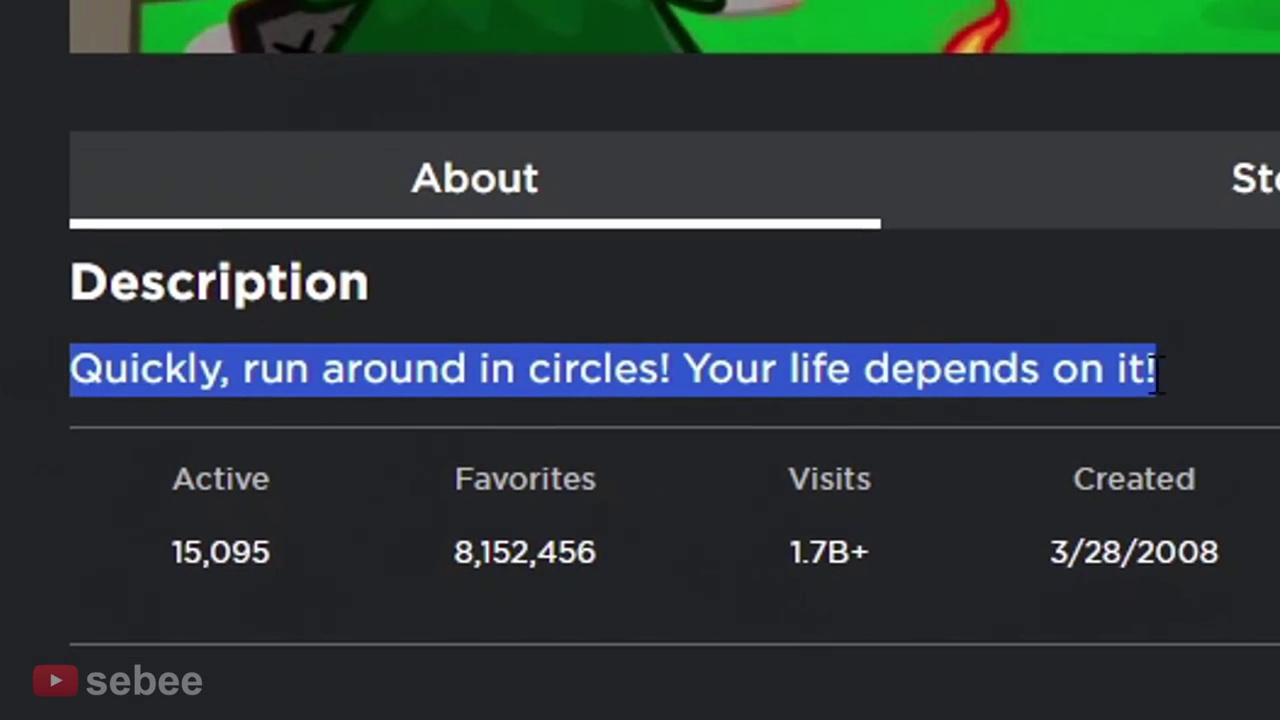 About
Description
Quickly, run around in circles! Your life depends on it!
Active Favorites Visits Created
15,095 8,152,456 1.7B+ 3/28/2008
sebee